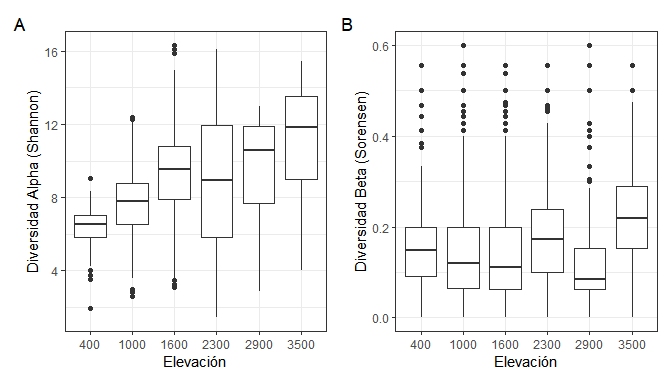 A
Diversidad Alpha (Shannon)
16
12
8
4
400 1000 1600 2300 2900 3500
Elevación
B
Diversidad Beta (Sorensen)
0.6
0.4
0.2
0.0
400 1000 1600 2300 2900 3500
Elevación